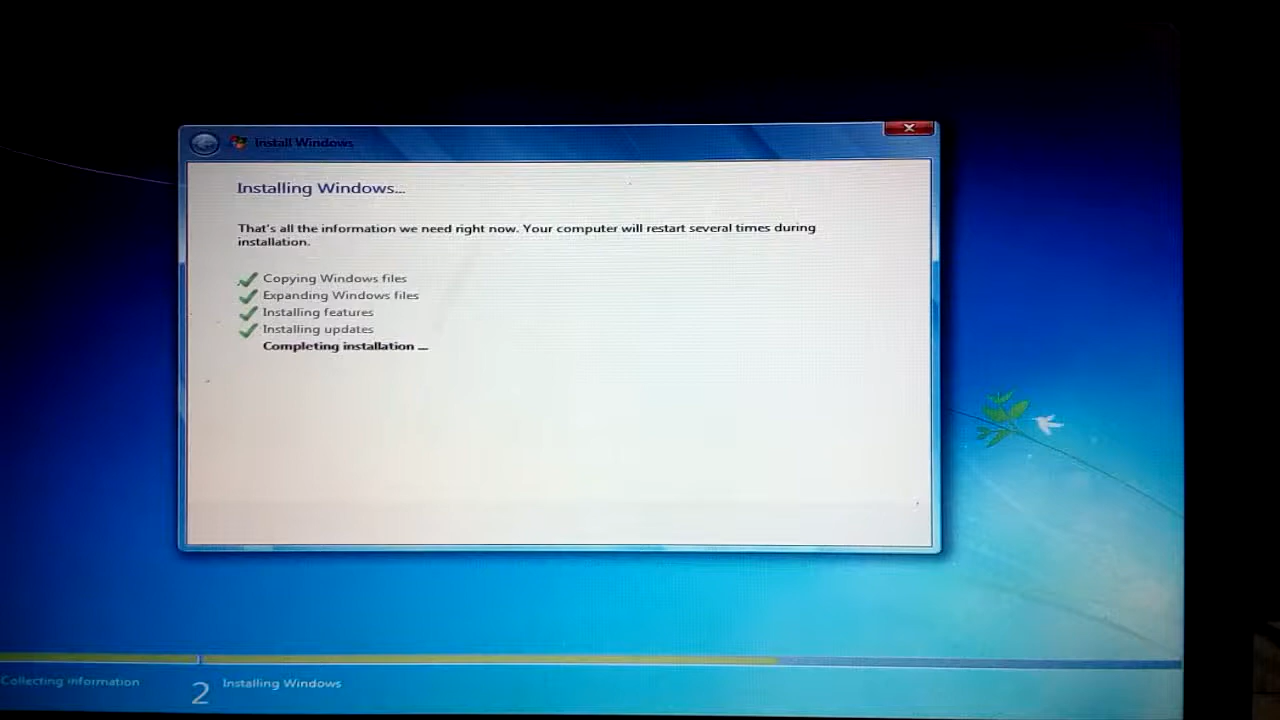 Install Windows
Installing Windows...
That's all the information we need right now. Your computer will restart several times during
installation.
Copying Windows files
Expanding Windows files
Installing features
Installing updates
Completing installation ...
Collecting information
2 Installing Windows